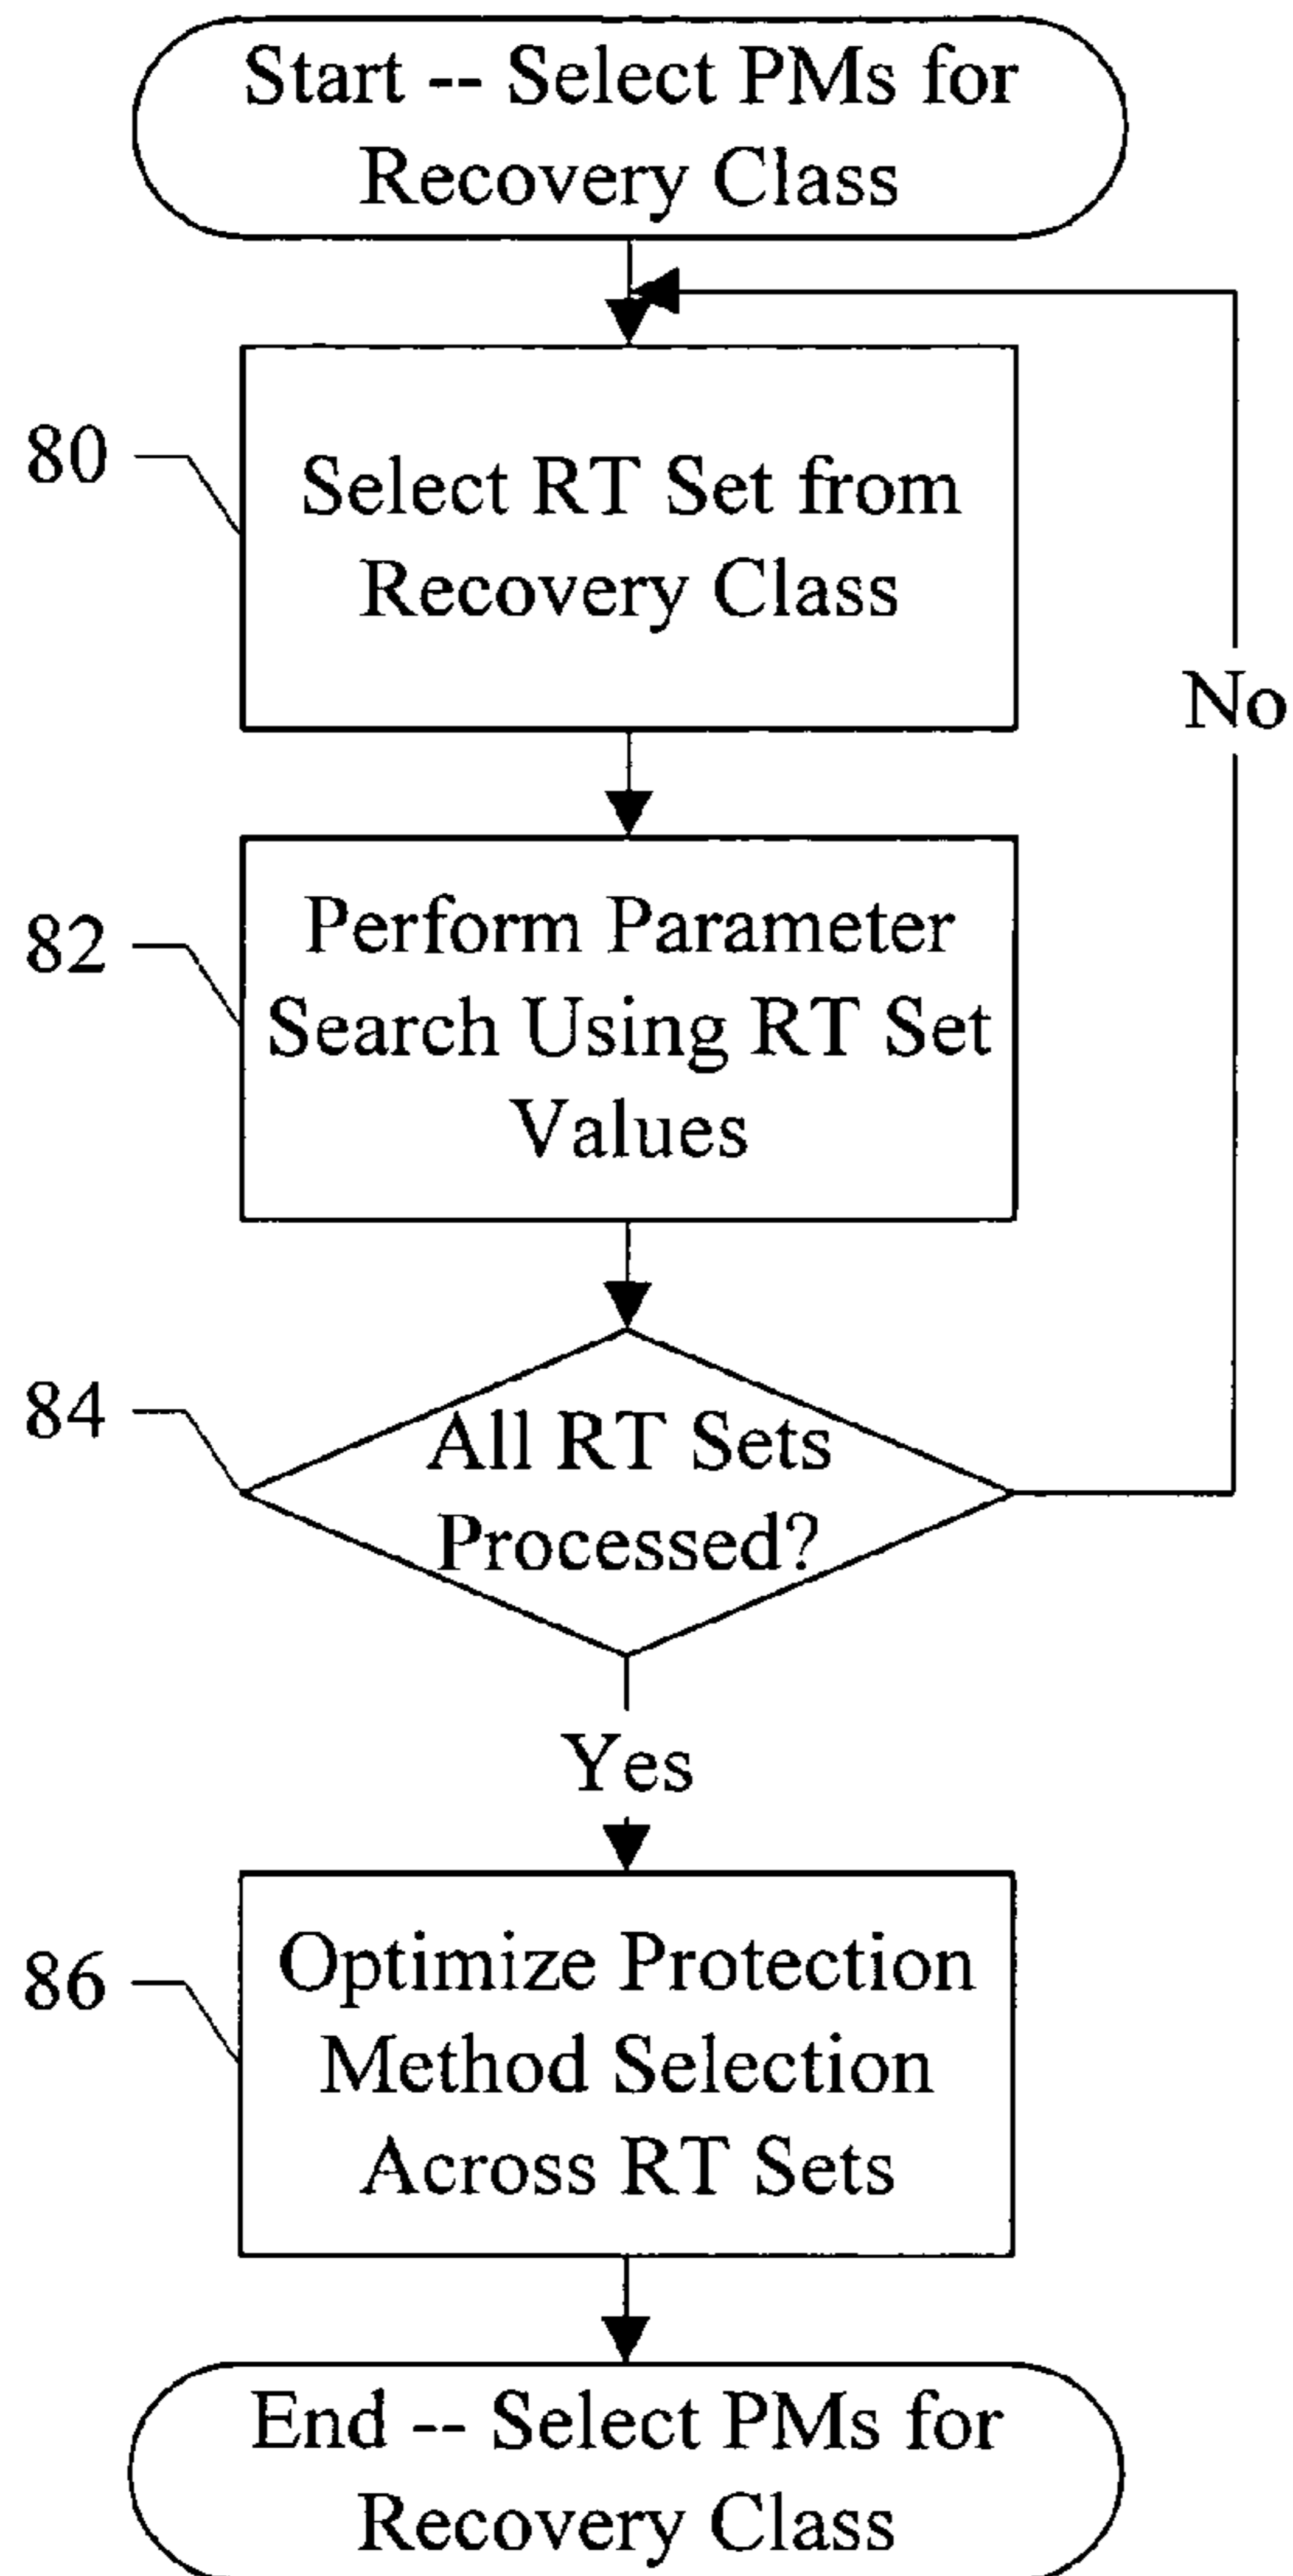 Start -- Select PMs for
Recovery Class
80
Select RT Set from
Recovery Class
No
82
Perform Parameter
Search Using RT Set
Values
84
All RT Sets
Processed?
Yes
86
Optimize Protection
Method Selection
Across RT Sets
End -- Select PMs for
Recovery Class